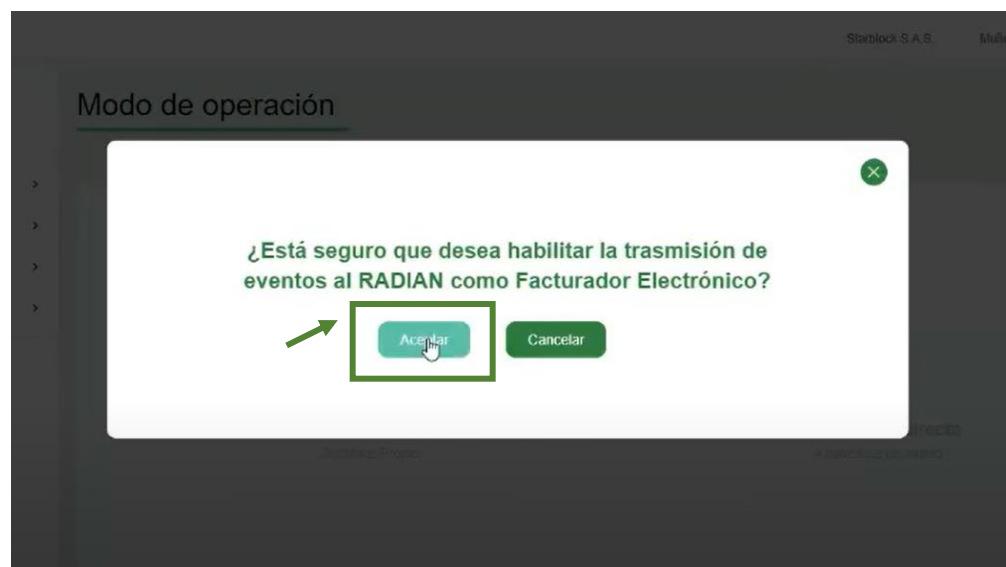 Starblock S.A.S.
Modo de operación
¿Está seguro que desea habilitar la trasmisión de
eventos al RADIAN como Facturador Electrónico?
Aceptar
Cancelar